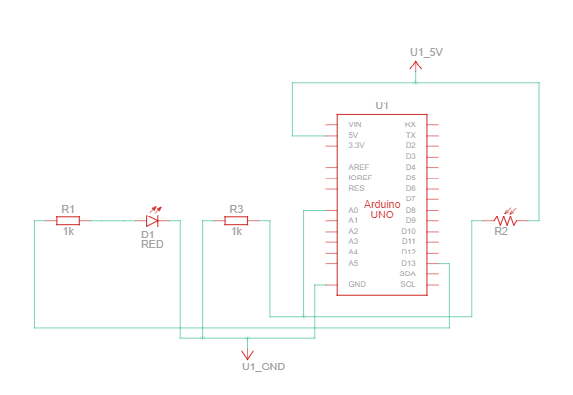 U1_5V
U1
VIN RX
5V TX
3.3V D2
D3
AREF D4
IOREF D5
RES D6
D7
Arduino
UNO
A0 D8
A1 D9
A2 D10
A3 D11
A4 D12
A5 D13
SDA
GND SCL
R1
1k
D1
RED
R3
1k
R2
U1_GND